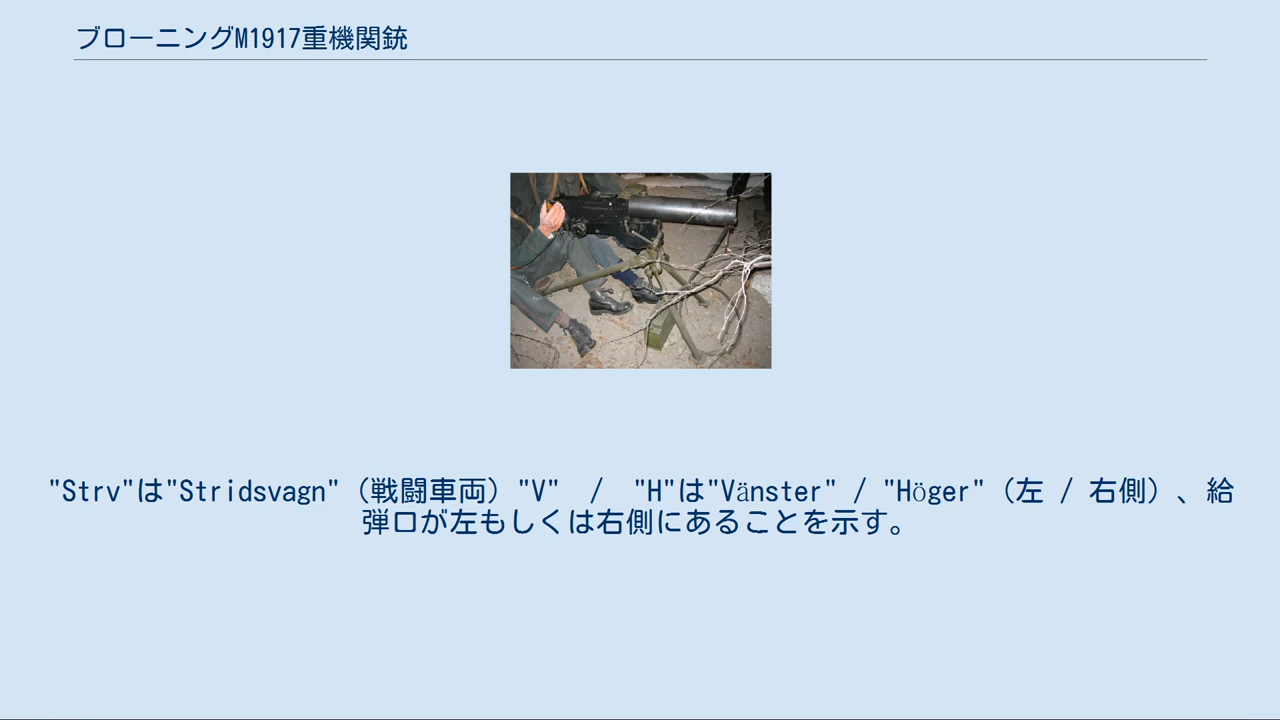 ブローニングM1917重機関銃
"Strv"は"Stridsvagn"（戦闘車両）"V"　/　"H"は"Vänster" / "Höger"（左 / 右側）、給
弾口が左もしくは右側にあることを示す。